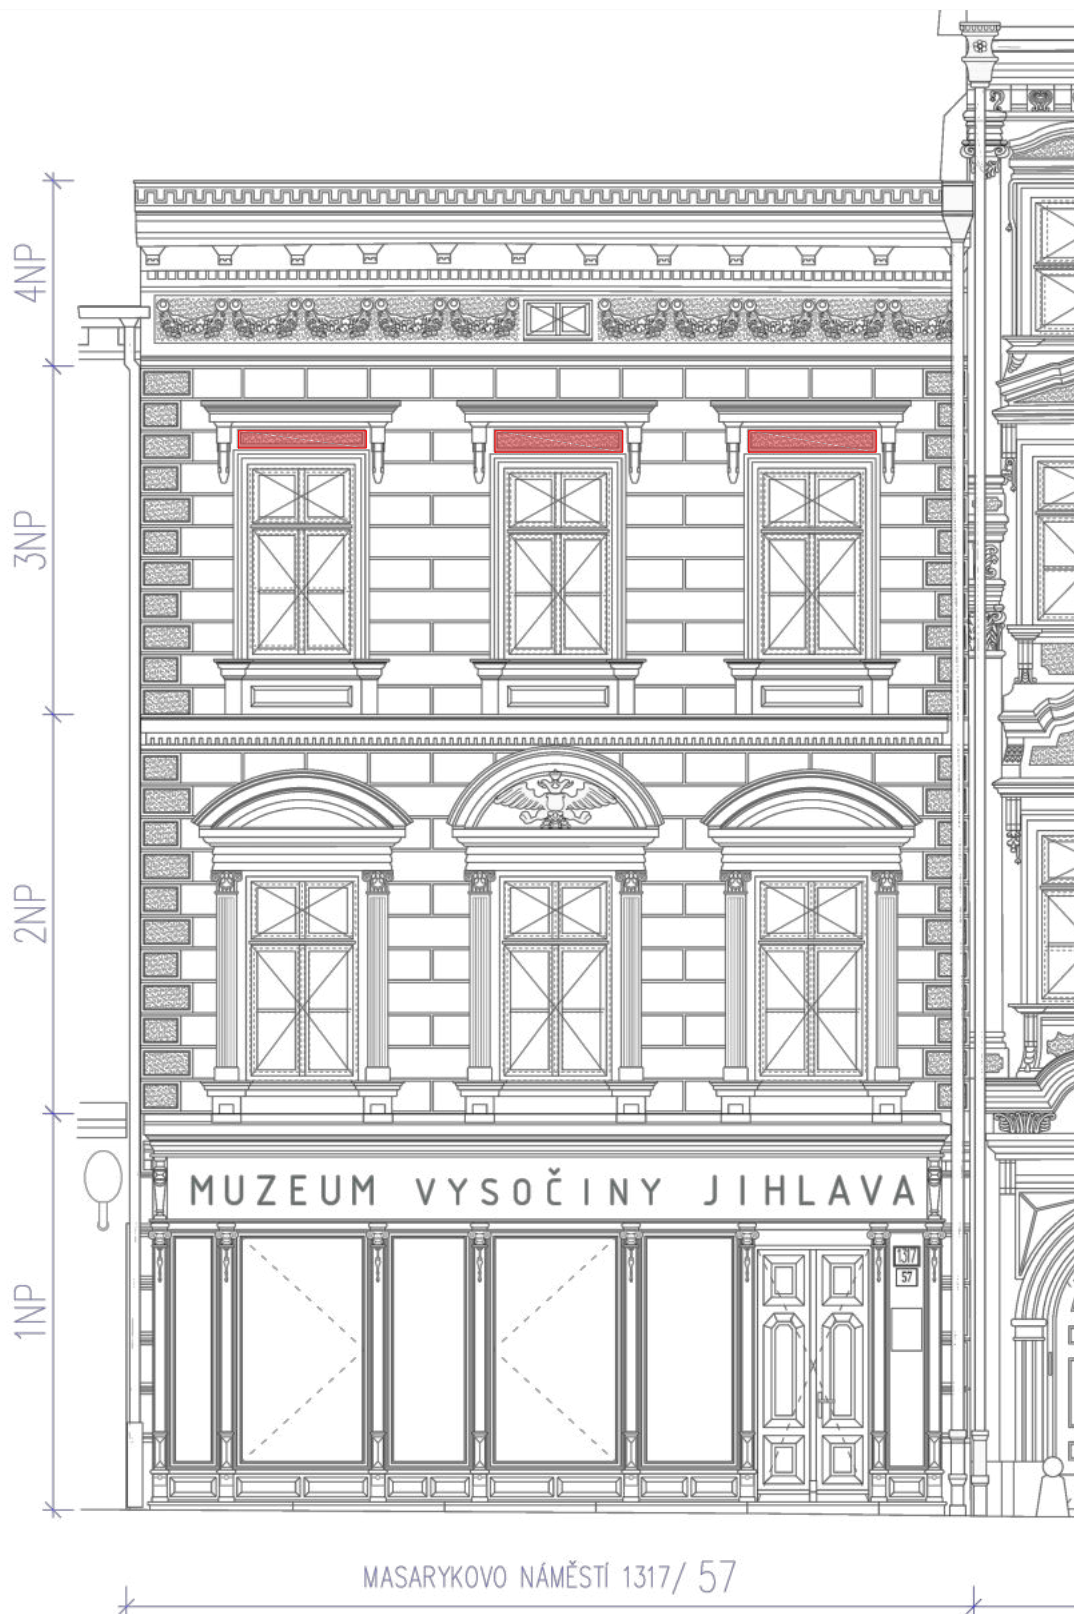 4NP
3NP
2NP
1NP
MUZEUM VYSOČINY JIHLAVA
1317
57
MASARYKOVO NÁMĚSTÍ 1317/ 57